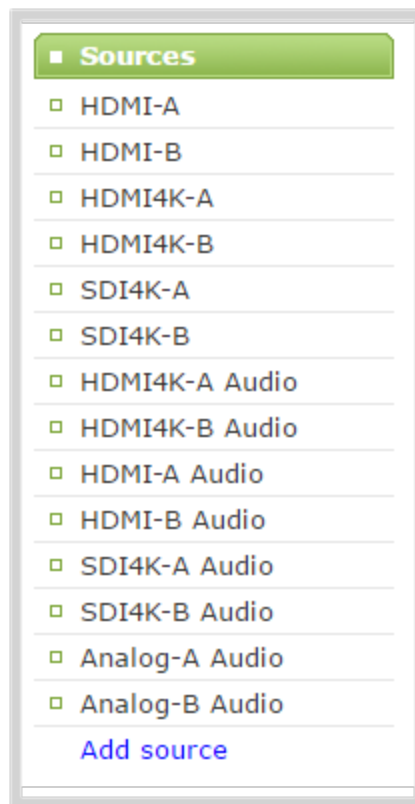 Sources
HDMI-A
HDMI-B
HDMI4K-A
HDMI4K-B
SDI4K-A
SDI4K-B
HDMI4K-A Audio
HDMI4K-B Audio
HDMI-A Audio
HDMI-B Audio
SDI4K-A Audio
SDI4K-B Audio
Analog-A Audio
Analog-B Audio
Add source